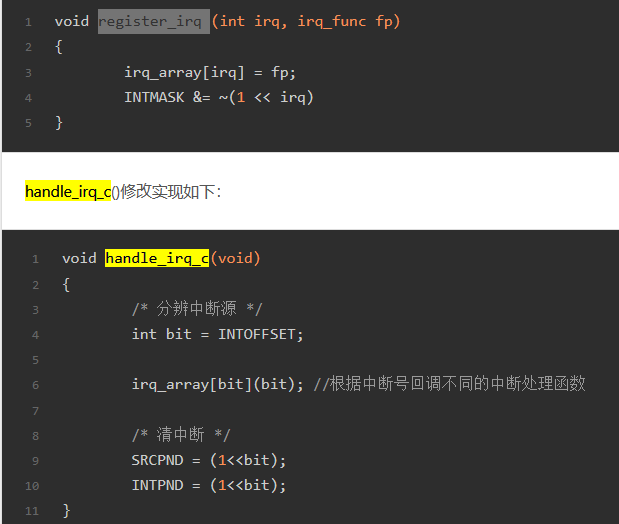 1 void register_irq (int irq, irq_func fp)
2 {
3 irq_array[irq] = fp;
4 INTMASK &= ~(1 << irq)
5 }
handle_irq_c()修改实现如下：
1 void handle_irq_c(void)
2 {
3 /* 分辨中断源 */
4 int bit = INTOFFSET;
5
6 irq_array[bit](bit); //根据中断号回调不同的中断处理函数
7
8 /* 清中断 */
9 SRCPND = (1<<bit);
10 INTPND = (1<<bit);
11 }